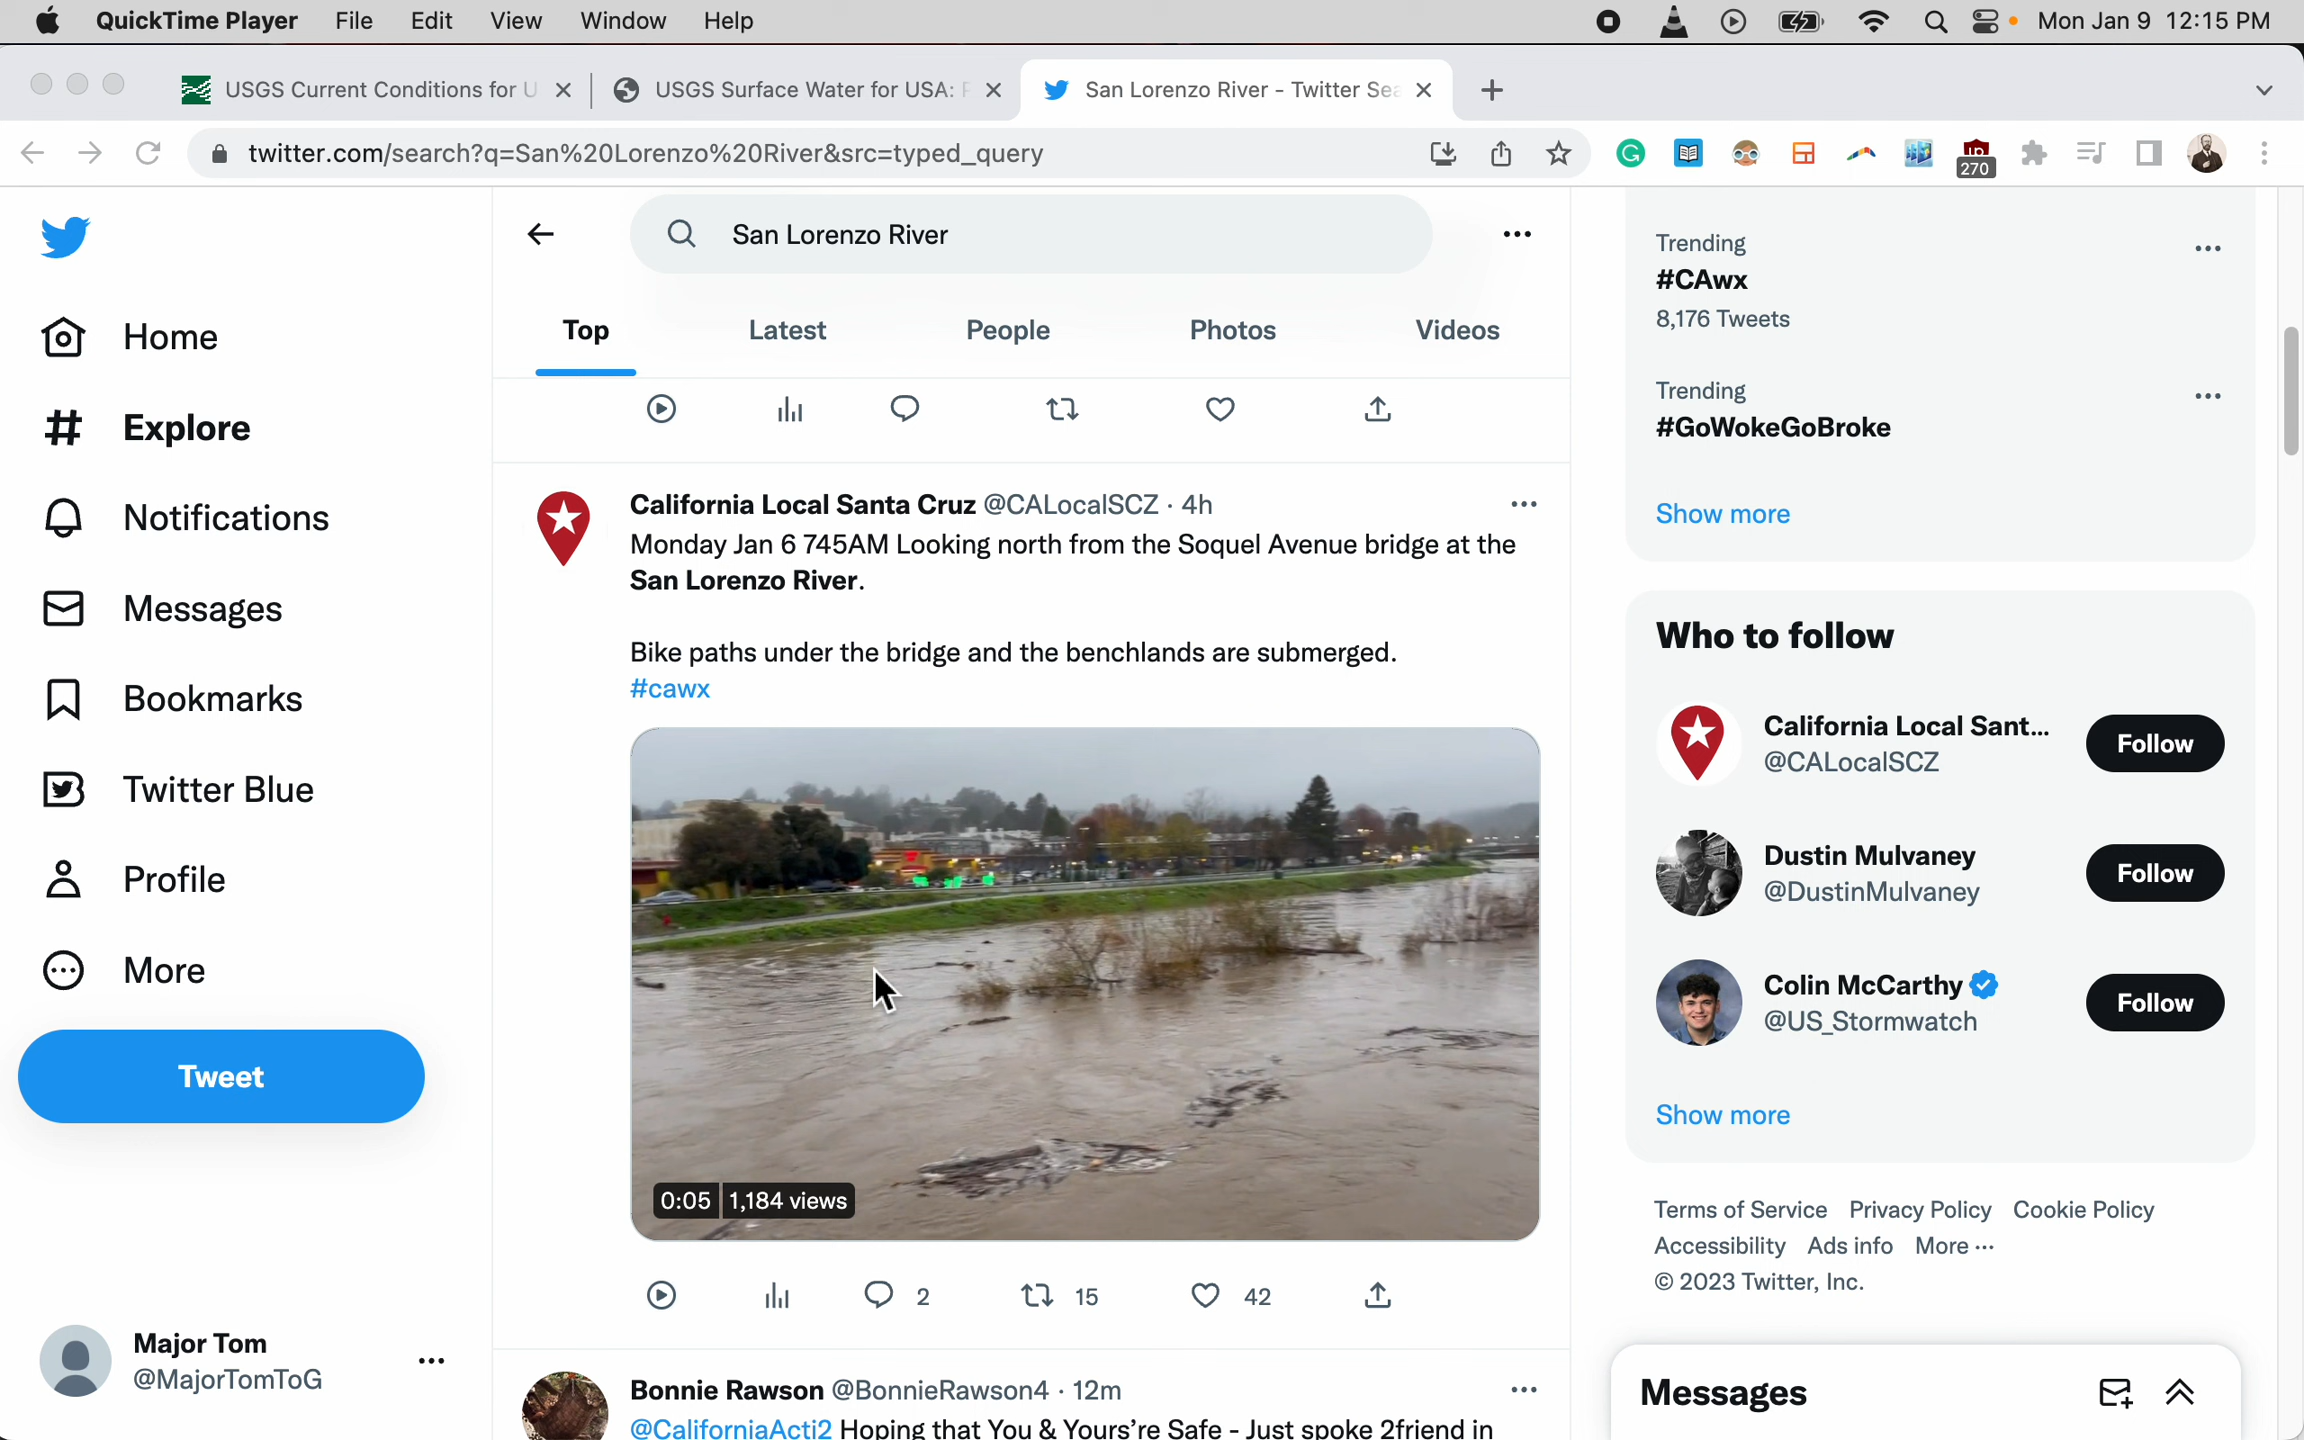 QuickTime Player File Edit View Window Help Mon Jan 9 12:15 PM
USGS Current Conditions for U
USGS Surface Water for USA:
San Lorenzo River - Twitter Sea
twitter.com/search?q=San%20Lorenzo%20River&src=typed_query
270
San Lorenzo River
Top Latest People Photos Videos
Home
Explore
Notifications
Messages
Bookmarks
Twitter Blue
Profile
More
Tweet
Major Tom
@MajorTomToG
California Local Santa Cruz @CALocalSCZ · 4h
Monday Jan 6 745AM Looking north from the Soquel Avenue bridge at the
San Lorenzo River.
Bike paths under the bridge and the benchlands are submerged.
#cawx
0:05 1,184 views
2 15 42
Bonnie Rawson @BonnieRawson4 · 12m
@CaliforniaActi2 Hoping that You & Yours're Safe - Just spoke 2friend in
Trending
#CAwx
8,176 Tweets
Trending
#GoWokeGoBroke
Show more
Who to follow
California Local Sant...
@CALocalSCZ
Follow
Dustin Mulvaney
@DustinMulvaney
Follow
Colin McCarthy
@US_Stormwatch
Follow
Show more
Terms of Service Privacy Policy Cookie Policy
Accessibility Ads info More ···
© 2023 Twitter, Inc.
Messages